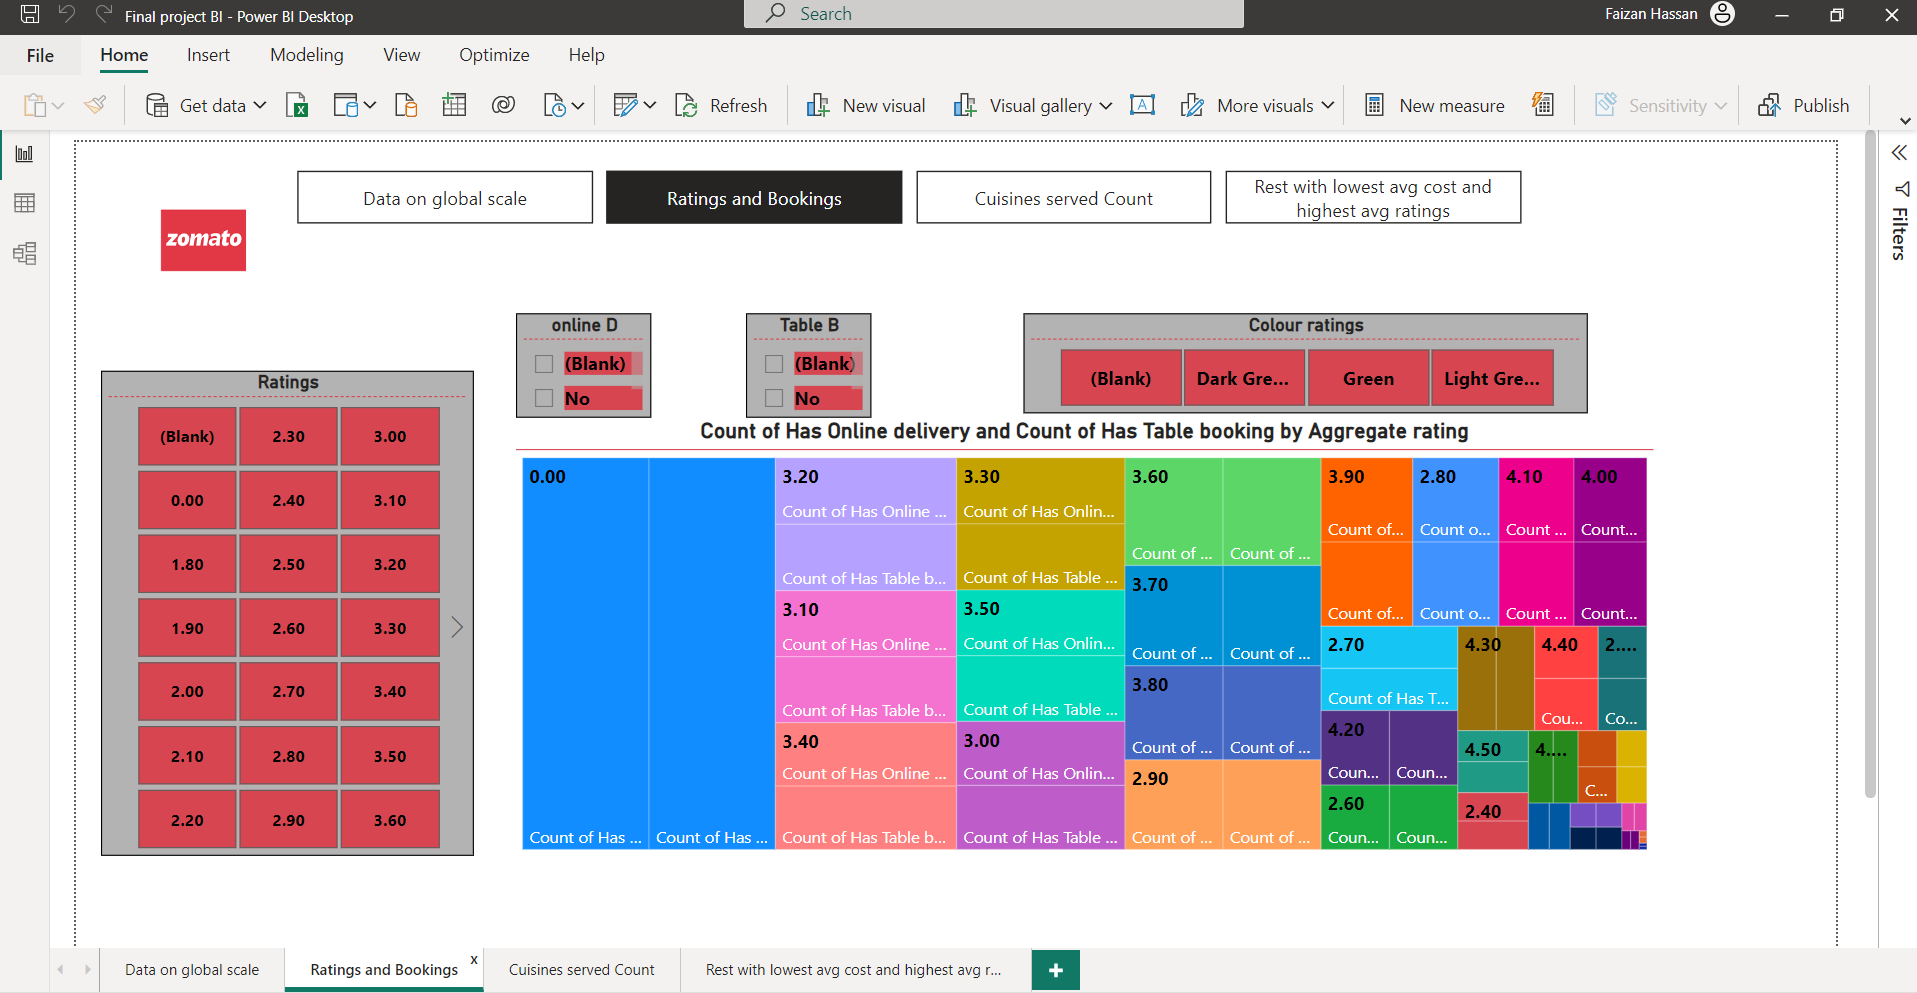 Final project BI - Power BI Desktop
Search
Faizan Hassan
File
Home
Insert
Modeling
View
Optimize
Help
Get data
Refresh
New visual
Visual gallery
A
More visuals
New measure
Sensitivity
Publish
Data on global scale
Ratings and Bookings
Cuisines served Count
Rest with lowest avg cost and
highest avg ratings
zomato
Filters
online D
(Blank)
No
Table B
(Blank)
No
Colour ratings
(Blank)
Dark Gre...
Green
Light Gre...
Ratings
(Blank) 2.30 3.00
0.00 2.40 3.10
1.80 2.50 3.20
1.90 2.60 3.30
2.00 2.70 3.40
2.10 2.80 3.50
2.20 2.90 3.60
Count of Has Online delivery and Count of Has Table booking by Aggregate rating
0.00
Count of Has ...
Count of Has ...
3.20
Count of Has Online ...
Count of Has Table b...
3.10
Count of Has Online ...
Count of Has Table b...
3.40
Count of Has Online ...
Count of Has Table b...
3.30
Count of Has Onlin...
Count of Has Table ...
3.50
Count of Has Onlin...
Count of Has Table ...
3.00
Count of Has Onlin...
Count of Has Table ...
3.60
Count of ...
Count of ...
3.70
Count of ...
Count of ...
3.80
Count of ...
Count of ...
2.90
Count of ...
Count of ...
3.90
Count of...
Count of...
2.80
Count o...
Count o...
4.10
Count ...
Count ...
4.00
Count...
Count...
2.70
Count of Has T...
4.20
Coun...
Coun...
2.60
Coun...
Coun...
4.30
4.40
Cou...
2....
Co...
4.50
4....
C...
2.40
Data on global scale
Ratings and Bookings
x
Cuisines served Count
Rest with lowest avg cost and highest avg r...
+